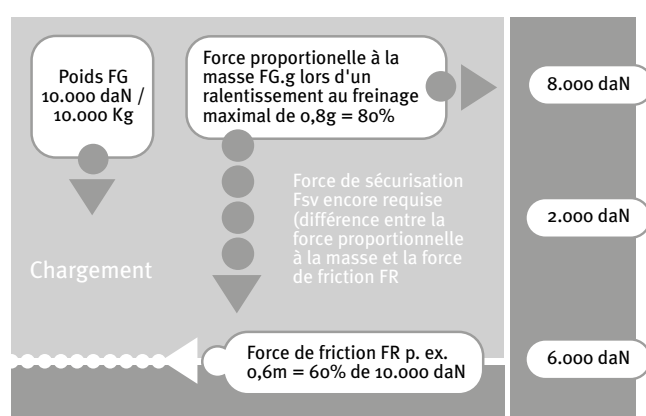 Poids FG
10.000 daN /
10.000 Kg
Force proportionelle à la
masse FG.g lors d'un
ralentissement au freinage
maximal de 0,8g = 80%
8.000 daN
Force de sécurisation
Fsv encore requise
(différence entre la
force proportionnelle
à la masse et la force
de friction FR
2.000 daN
Chargement
Force de friction FR p. ex.
0,6m = 60% de 10.000 daN
6.000 daN